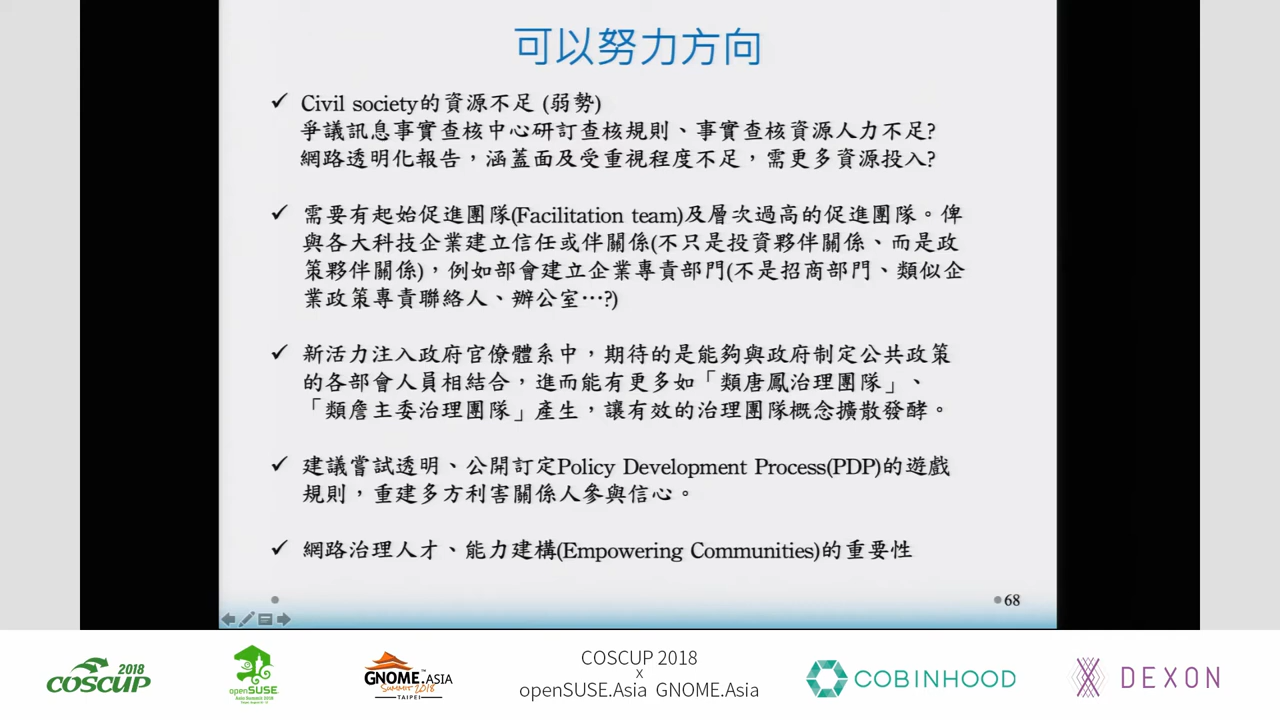 可以努力方向
✓ Civil society的資源不足 (弱勢)
爭議訊息事實查核中心研訂查核規則、事實查核資源人力不足?
網路透明化報告，涵蓋面及受重視程度不足，需更多資源投入?
✓ 需要有起始促進團隊(Facilitation team)及層次過高的促進團隊。俾
與各大科技企業建立信任或伴關係(不只是投資夥伴關係、而是政
策夥伴關係)，例如部會建立企業專責部門(不是招商部門、類似企
業政策專責聯絡人、辦公室…?)
✓ 新活力注入政府官僚體系中，期待的是能夠與政府制定公共政策
的各部會人員相結合，進而能有更多如「類唐鳳治理團隊」、
「類詹主委治理團隊」產生，讓有效的治理團隊概念擴散發酵。
✓ 建議嘗試透明、公開訂定Policy Development Process(PDP)的遊戲
規則，重建多方利害關係人參與信心。
✓ 網路治理人才、能力建構(Empowering Communities)的重要性
68
2018
COSCUP
openSUSE
GNOME.ASIA
SUMMIT 2018
TAIPEI
COSCUP 2018
x
openSUSE.Asia GNOME.Asia
COBINHOOD
DEXON